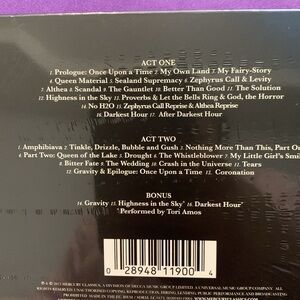 ACT ONE
1. Prologue: Once Upon a Time 2. My Own Land 3. My Fairy-Story
4. Queen Material 5. Sealand Supremacy 6. Zephyrus Call & Levity
7. Althea 8. Scandal 9. The Gauntlet 10. Better Than Good 11. The Solution
12. Highness in the Sky 13. Proverbs & Let the Bells Ring & God, the Horror
14. No H2O 15. Zephyrus Call Reprise & Althea Reprise
16. Darkest Hour 17. After Darkest Hour
ACT TWO
1. Amphibiava 2. Tinkle, Drizzle, Bubble and Gush 3. Nothing More Than This, Part On
4. Part Two: Queen of the Lake 5. Drought 6. The Whistleblower 7. My Little Girl's Smil
8. Bitter Fate 9. The Wedding 10. Crash in the Universe 11. Tears
12. Gravity & Epilogue: Once Upon a Time 13. Coronation
BONUS
14. Gravity 15. Highness in the Sky* 16. Darkest Hour*
*Performed by Tori Amos
0 28948 11900 4